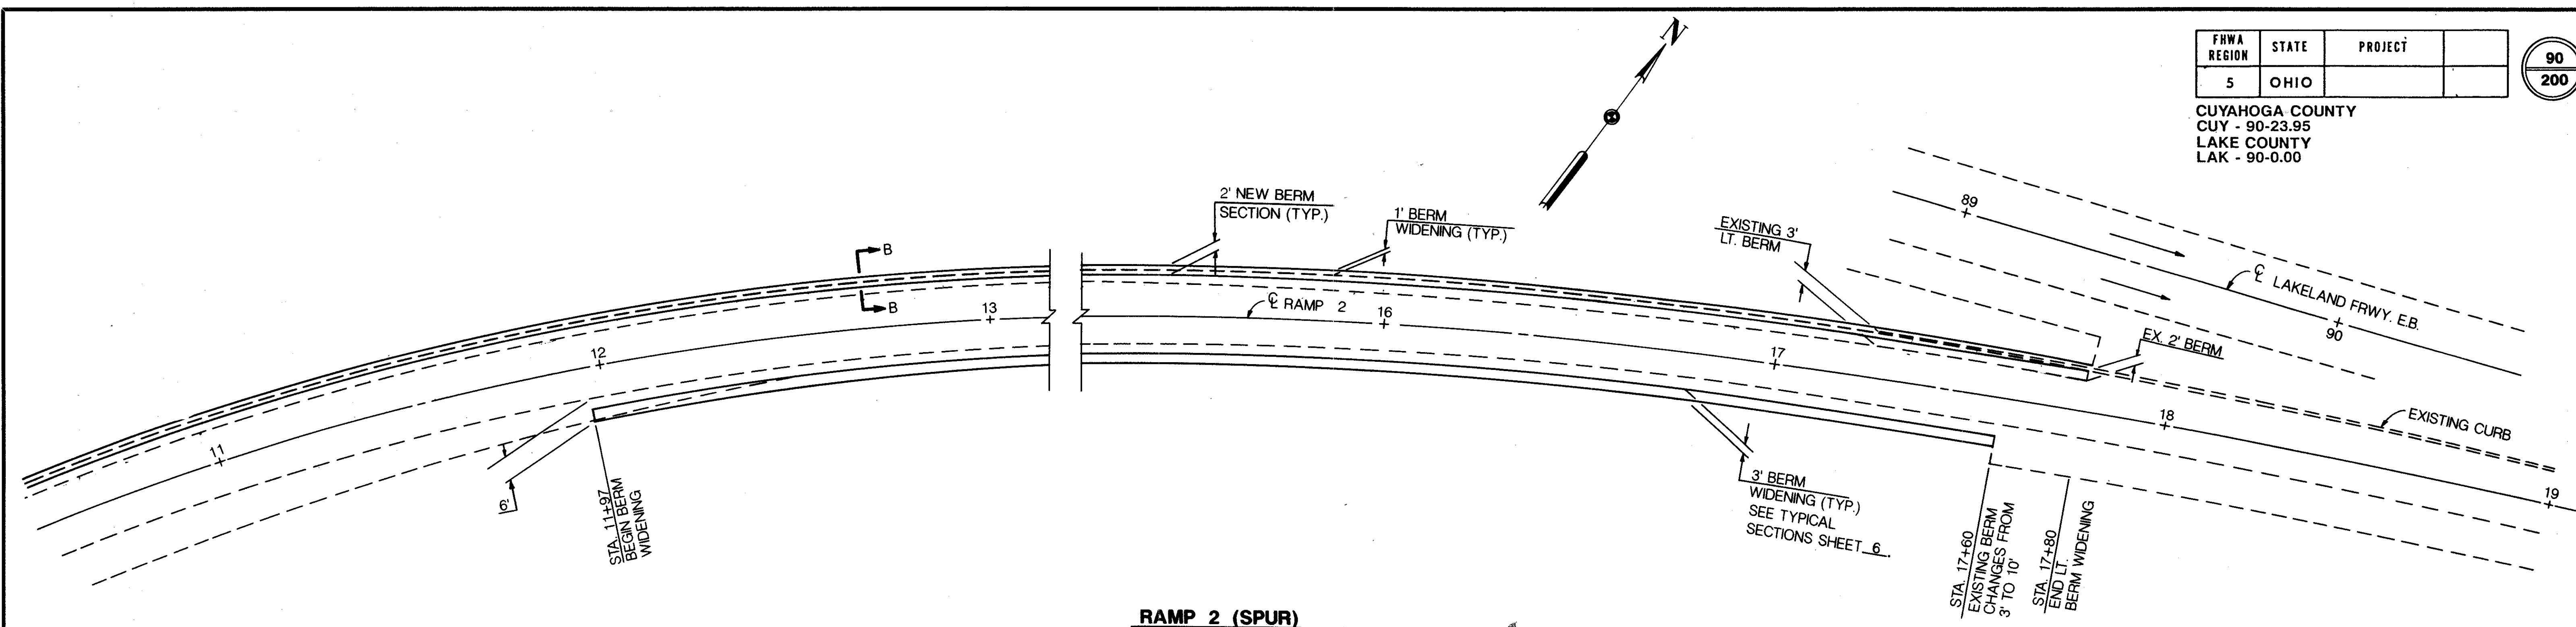 FHWA REGION STATE PROJECT
5 OHIO
90
200
CUYAHOGA COUNTY
CUY - 90-23.95
LAKE COUNTY
LAK - 90-0.00
N
2' NEW BERM
SECTION (TYP.)
1' BERM
WIDENING (TYP.)
EXISTING 3'
LT. BERM
89
℄ LAKELAND FRWY. E.B.
90
B
B
13
℄ RAMP 2
16
17
EX. 2' BERM
12
11
18
EXISTING CURB
19
6'
STA. 11+97
BEGIN BERM
WIDENING
3' BERM
WIDENING (TYP.)
SEE TYPICAL
SECTIONS SHEET 6.
STA. 17+60
EXISTING BERM
CHANGES FROM
3' TO 10'
STA. 17+80
END LT.
BERM WIDENING
RAMP 2 (SPUR)